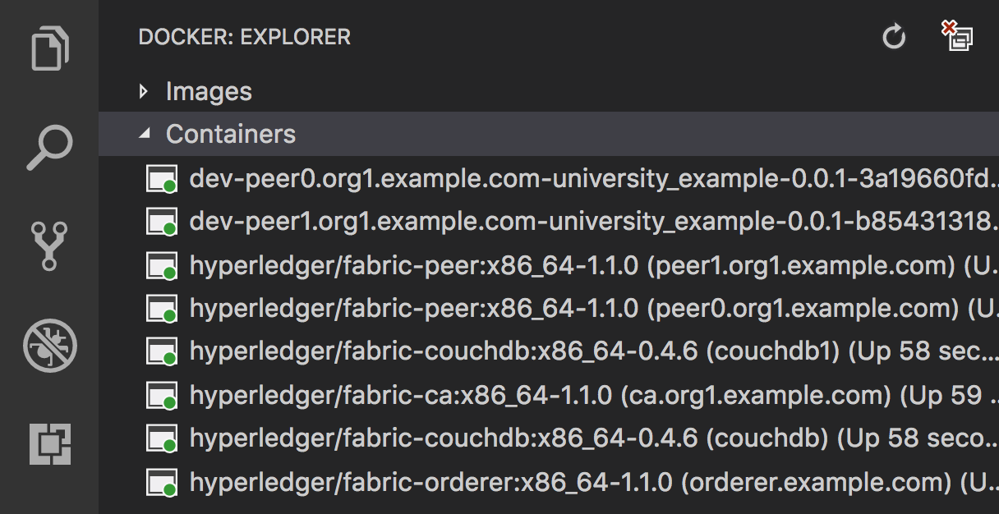 DOCKER: EXPLORER
Images
Containers
dev-peer0.org1.example.com-university_example-0.0.1-3a19660fd...
dev-peer1.org1.example.com-university_example-0.0.1-b85431318...
hyperledger/fabric-peer:x86_64-1.1.0 (peer1.org1.example.com) (U...
hyperledger/fabric-peer:x86_64-1.1.0 (peer0.org1.example.com) (U...
hyperledger/fabric-couchdb:x86_64-0.4.6 (couchdb1) (Up 58 sec...
hyperledger/fabric-ca:x86_64-1.1.0 (ca.org1.example.com) (Up 59 ...
hyperledger/fabric-couchdb:x86_64-0.4.6 (couchdb) (Up 58 seco...
hyperledger/fabric-orderer:x86_64-1.1.0 (orderer.example.com) (U...